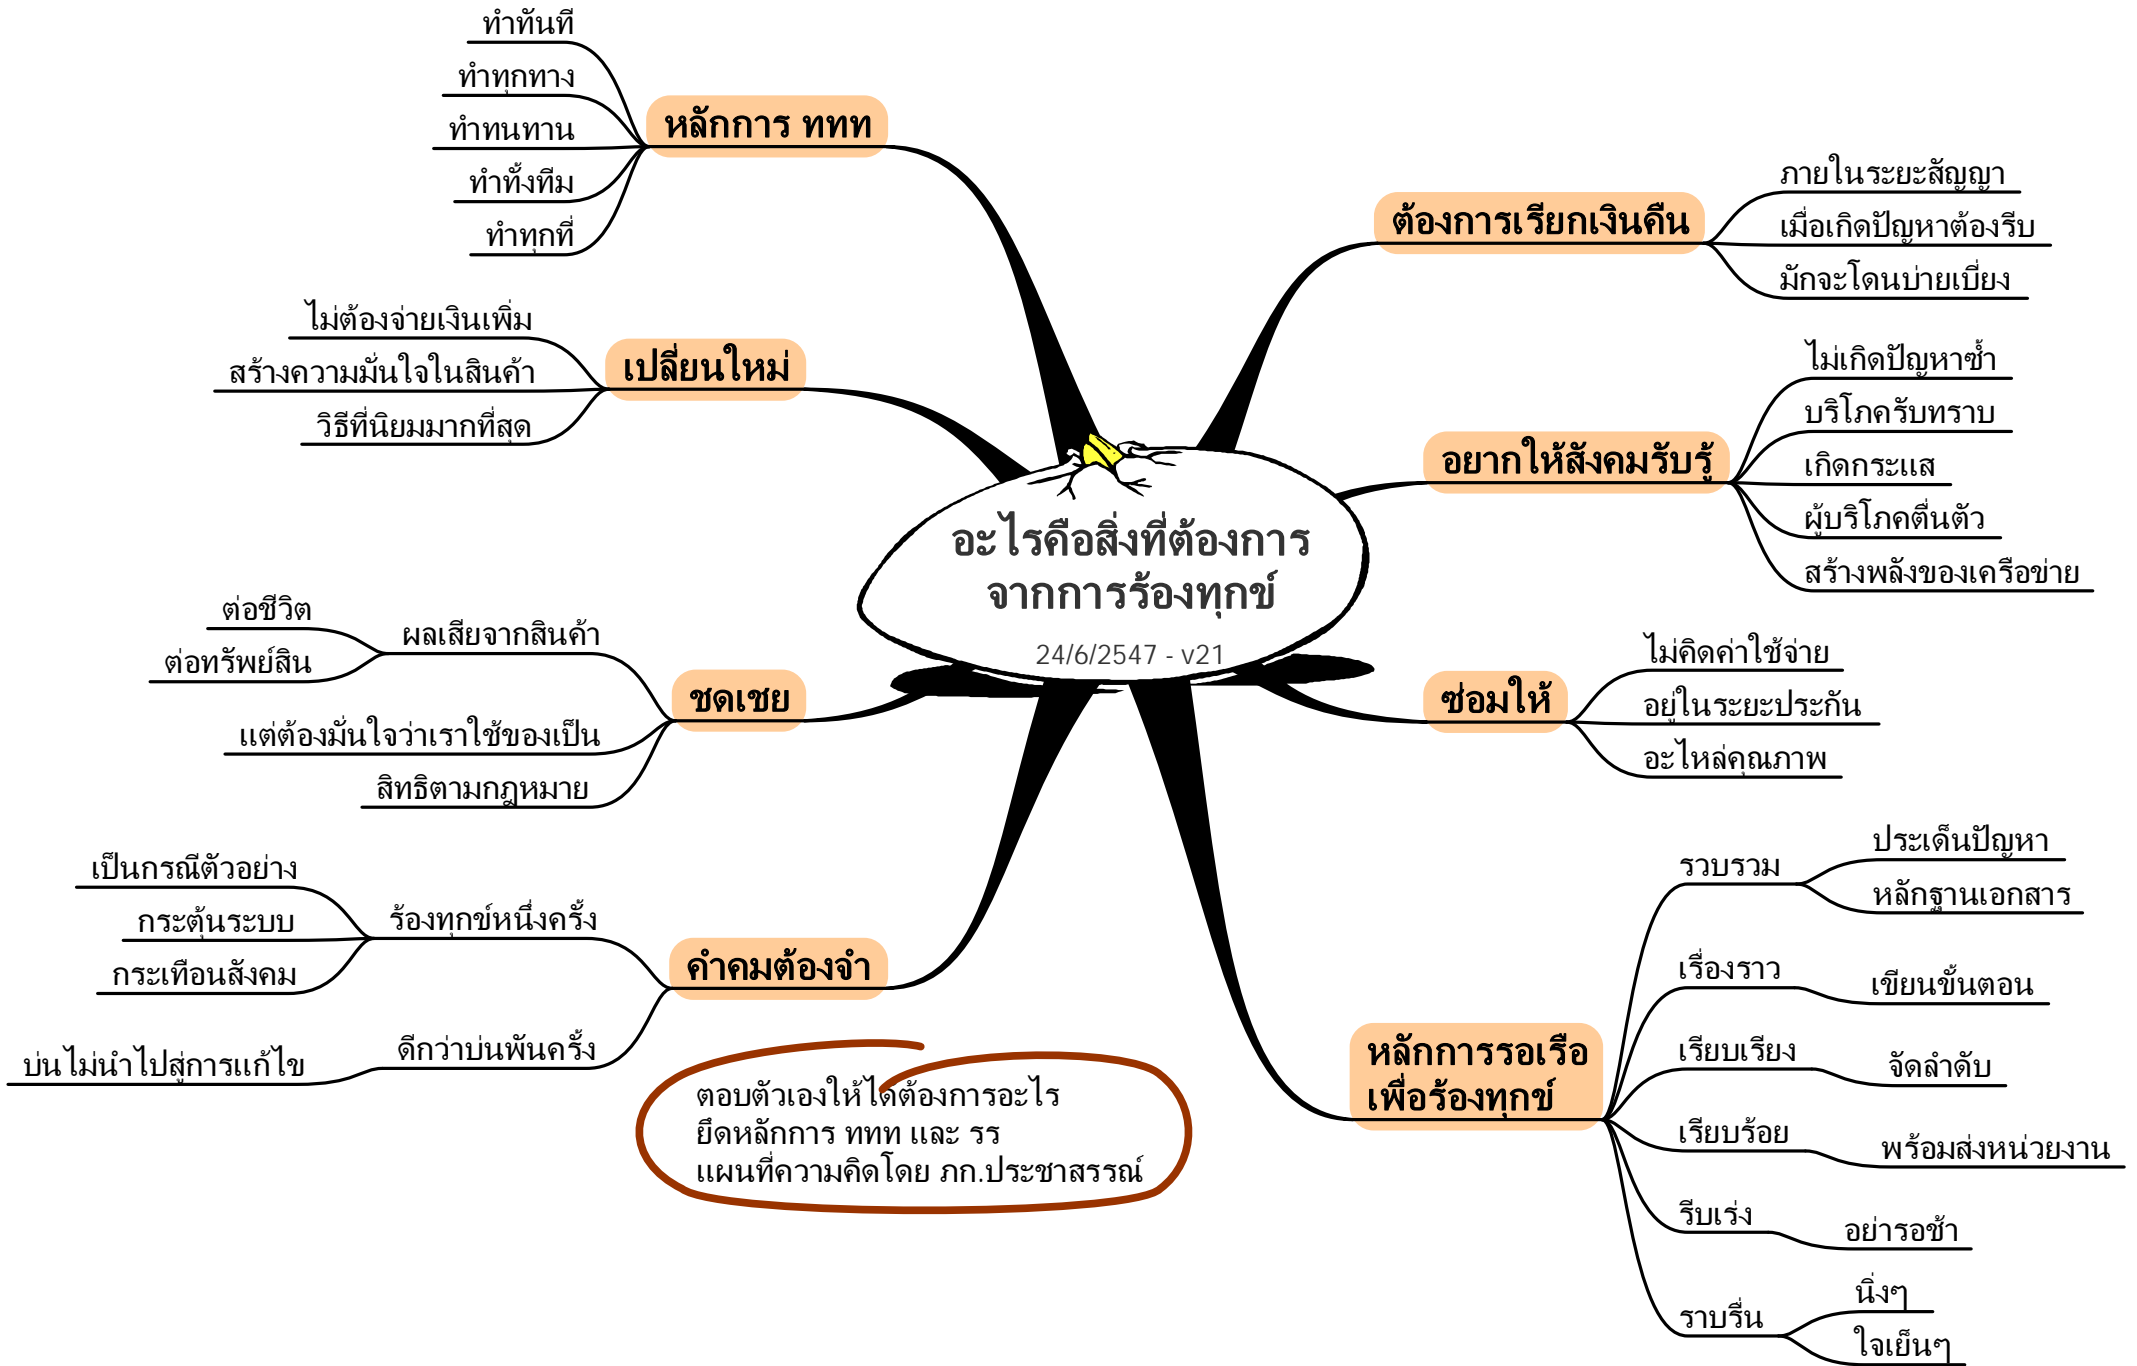 อะไรคือสิ่งที่ต้องการ
จากการร้องทุกข์
24/6/2547 - v21
ต้องการเรียกเงินคืน
ภายในระยะสัญญา
เมื่อเกิดปัญหาต้องรีบ
มักจะโดนบ่ายเบี่ยง
อยากให้สังคมรับรู้
ไม่เกิดปัญหาซ้ำ
บริโภครับทราบ
เกิดกระแส
ผู้บริโภคตื่นตัว
สร้างพลังของเครือข่าย
ซ่อมให้
ไม่คิดค่าใช้จ่าย
อยู่ในระยะประกัน
อะไหล่คุณภาพ
หลักการรอเรือ
เพื่อร้องทุกข์
รวบรวม
ประเด็นปัญหา
หลักฐานเอกสาร
เรื่องราว
เขียนขั้นตอน
เรียบเรียง
จัดลำดับ
เรียบร้อย
พร้อมส่งหน่วยงาน
รีบเร่ง
อย่ารอช้า
ราบรื่น
นิ่งๆ
ใจเย็นๆ
หลักการ ททท
ทำทันที
ทำทุกทาง
ทำทนทาน
ทำทั้งทีม
ทำทุกที่
เปลี่ยนใหม่
ไม่ต้องจ่ายเงินเพิ่ม
สร้างความมั่นใจในสินค้า
วิธีที่นิยมมากที่สุด
ชดเชย
ผลเสียจากสินค้า
ต่อชีวิต
ต่อทรัพย์สิน
แต่ต้องมั่นใจว่าเราใช้ของเป็น
สิทธิตามกฎหมาย
คำคมต้องจำ
ร้องทุกข์หนึ่งครั้ง
เป็นกรณีตัวอย่าง
กระตุ้นระบบ
กระเทือนสังคม
ดีกว่าบ่นพันครั้ง
บ่นไม่นำไปสู่การแก้ไข
ตอบตัวเองให้ได้ต้องการอะไร
ยึดหลักการ ททท และ รร
แผนที่ความคิดโดย ภก.ประชาสรรณ์